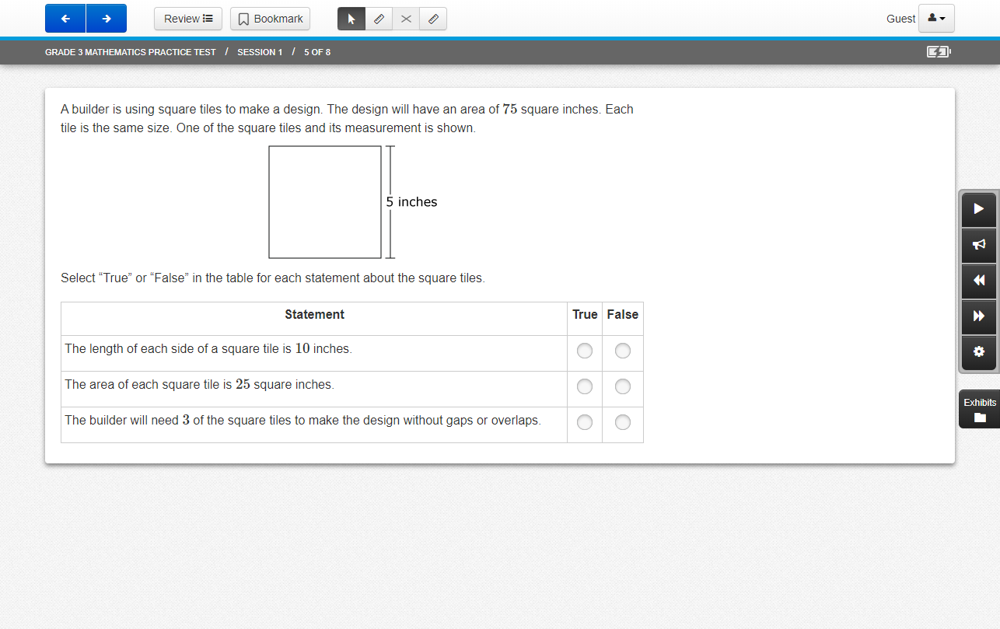 Review
Bookmark
Guest
GRADE 3 MATHEMATICS PRACTICE TEST / SESSION 1 / 5 OF 8
A builder is using square tiles to make a design. The design will have an area of 75 square inches. Each
tile is the same size. One of the square tiles and its measurement is shown.
5 inches
Select “True” or “False” in the table for each statement about the square tiles.
Statement True False
The length of each side of a square tile is 10 inches.
The area of each square tile is 25 square inches.
The builder will need 3 of the square tiles to make the design without gaps or overlaps.
Exhibits